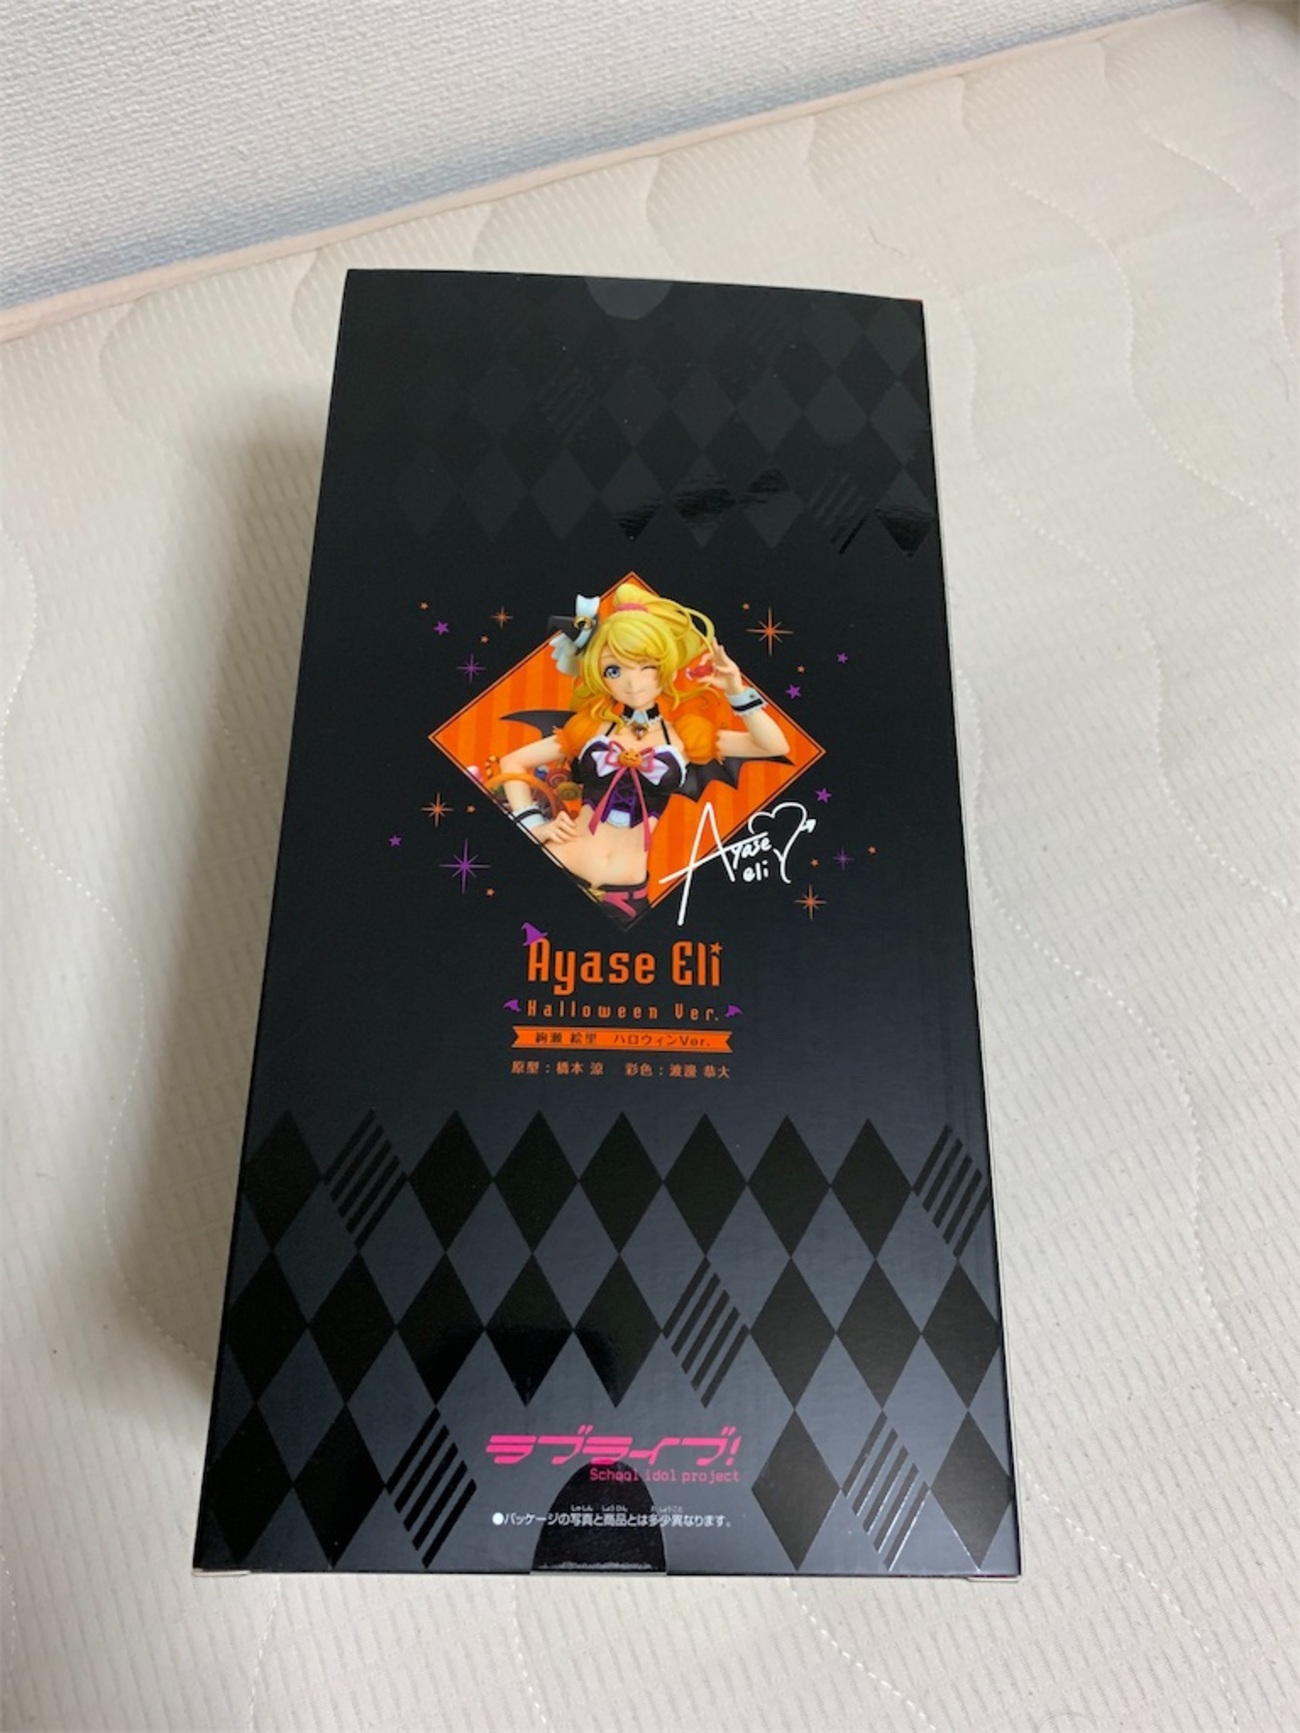 Ayase
eli
Ayase Eli
Halloween Ver.
絢瀬 絵里 ハロウィンVer.
原型：橋本 涼 彩色：渡邊 恭大
ラブライブ!
School idol project
●パッケージの写真と商品とは多少異なります。